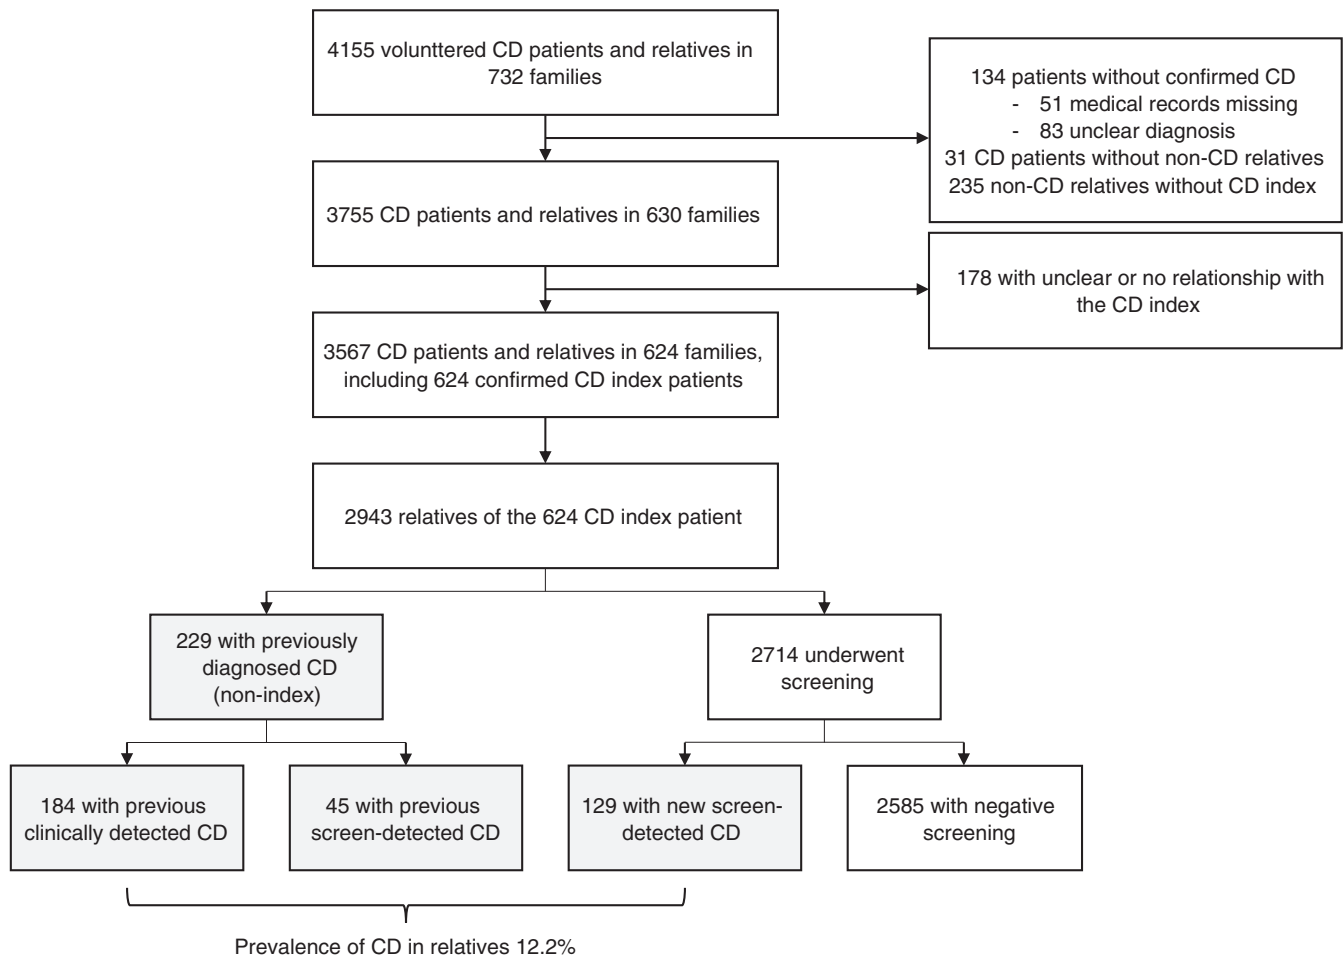 4155 volunttered CD patients and relatives in
732 families
134 patients without confirmed CD
- 51 medical records missing
- 83 unclear diagnosis
31 CD patients without non-CD relatives
235 non-CD relatives without CD index
3755 CD patients and relatives in 630 families
178 with unclear or no relationship with
the CD index
3567 CD patients and relatives in 624 families,
including 624 confirmed CD index patients
2943 relatives of the 624 CD index patient
229 with previously
diagnosed CD
(non-index)
2714 underwent
screening
184 with previous
clinically detected CD
45 with previous
screen-detected CD
129 with new screen-
detected CD
2585 with negative
screening
Prevalence of CD in relatives 12.2%